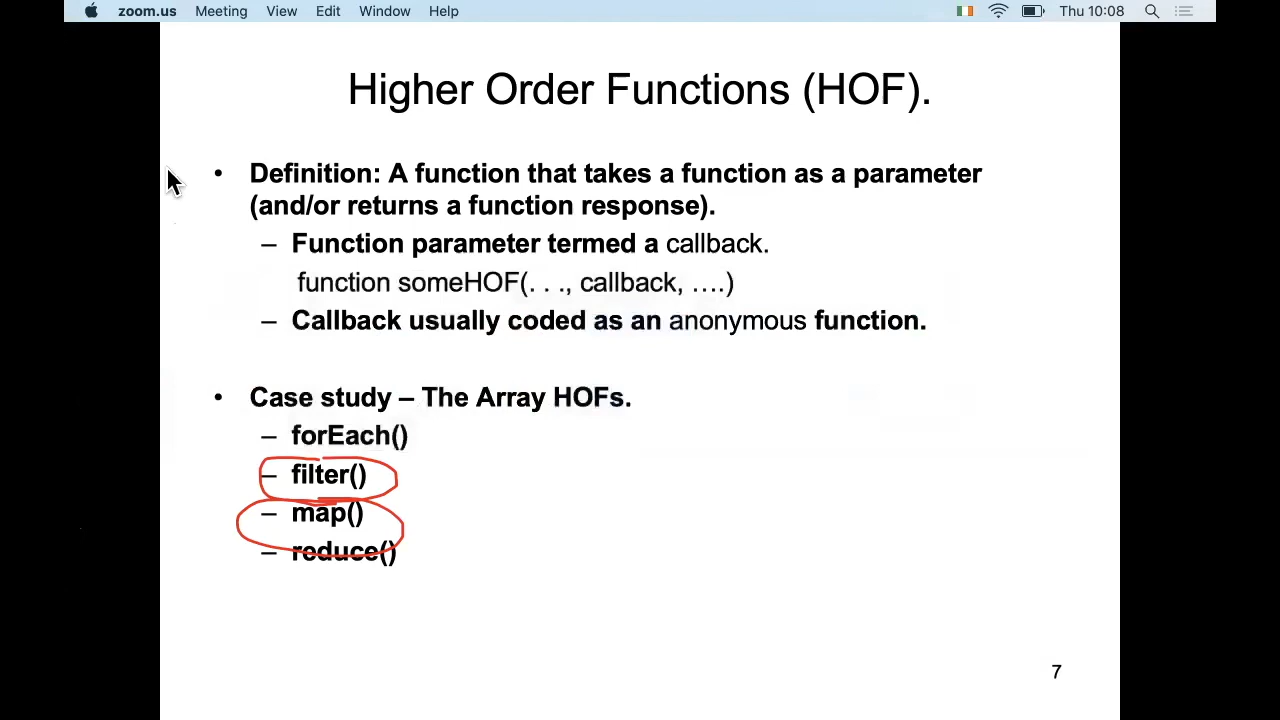 zoom.us Meeting View Edit Window Help Thu 10:08
Higher Order Functions (HOF).
• Definition: A function that takes a function as a parameter
(and/or returns a function response).
– Function parameter termed a callback.
function someHOF(. . ., callback, ….)
– Callback usually coded as an anonymous function.
• Case study – The Array HOFs.
– forEach()
– filter()
– map()
– reduce()
7